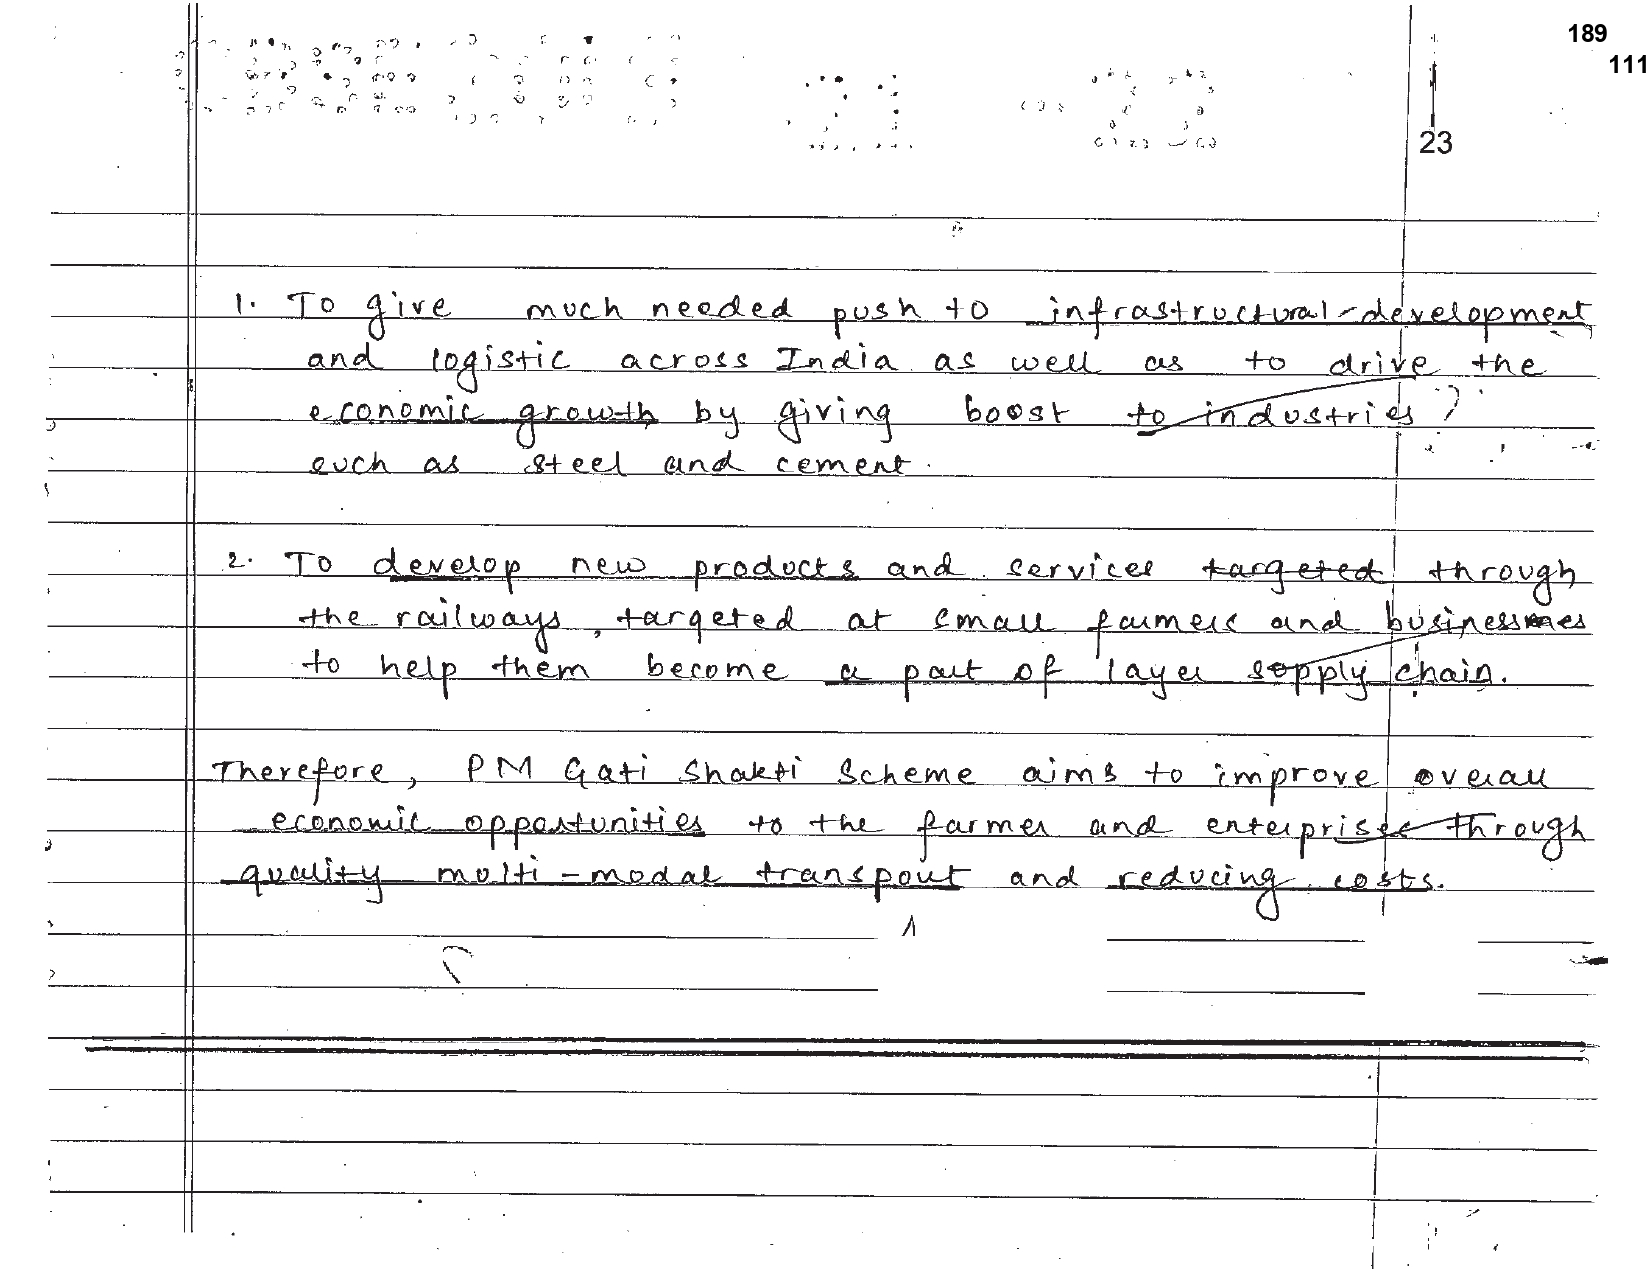 189
111
23
1. To give much needed push to infrastructural-development
and logistic across India as well as to drive the
economic growth by giving boost to industries
such as steel and cement.
2. To develop new products and services targeted through
the railways, targeted at small farmers and businesses
to help them become a part of layer supply chain.
Therefore, PM Gati Shakti Scheme aims to improve overall
economic opportunities to the farmer and enterprises through
quality multi-modal transport and reducing costs.